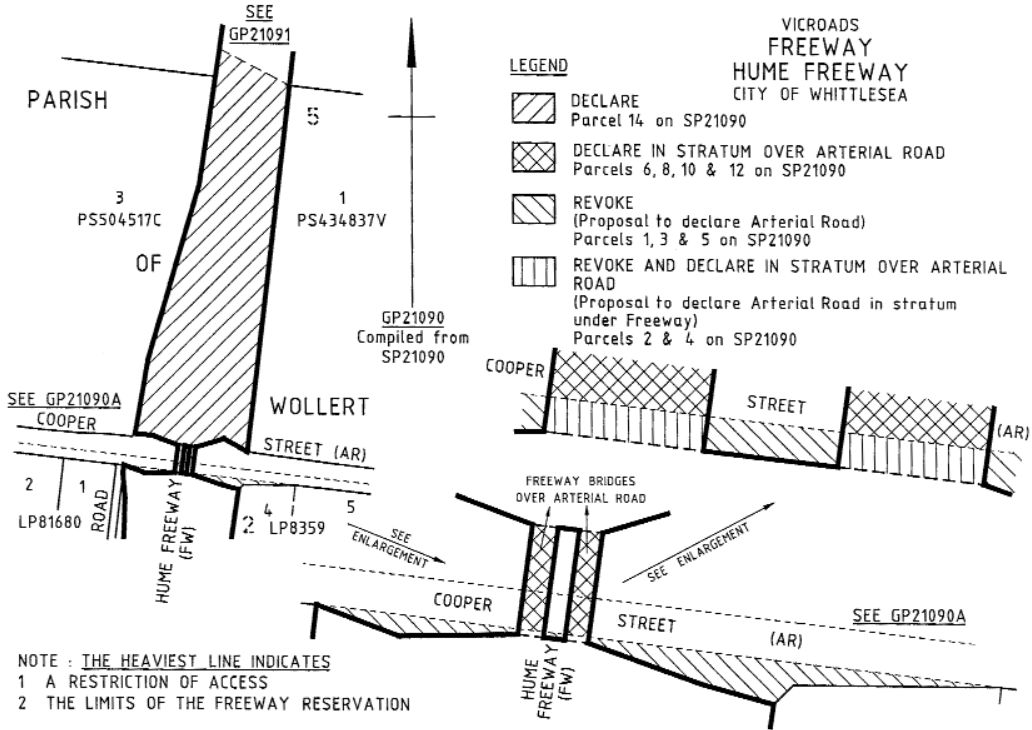 SEE
GP21091
VICROADS
FREEWAY
HUME FREEWAY
CITY OF WHITTLESEA
PARISH
5
3
PS504517C
1
PS434837V
OF
LEGEND
DECLARE
Parcel 14 on SP21090
DECLARE IN STRATUM OVER ARTERIAL ROAD
Parcels 6, 8, 10 & 12 on SP21090
REVOKE
(Proposal to declare Arterial Road)
Parcels 1, 3 & 5 on SP21090
REVOKE AND DECLARE IN STRATUM OVER ARTERIAL
ROAD
(Proposal to declare Arterial Road in stratum
under Freeway)
Parcels 2 & 4 on SP21090
GP21090
Compiled from
SP21090
SEE GP21090A
COOPER
WOLLERT
STREET (AR)
2
1
LP81680
ROAD
HUME FREEWAY
(FW)
2
4
LP8359
5
SEE
ENLARGEMENT
COOPER
STREET
(AR)
FREEWAY BRIDGES
OVER ARTERIAL ROAD
SEE ENLARGEMENT
COOPER
STREET
(AR)
SEE GP21090A
HUME
FREEWAY
(FW)
NOTE : THE HEAVIEST LINE INDICATES
1 A RESTRICTION OF ACCESS
2 THE LIMITS OF THE FREEWAY RESERVATION